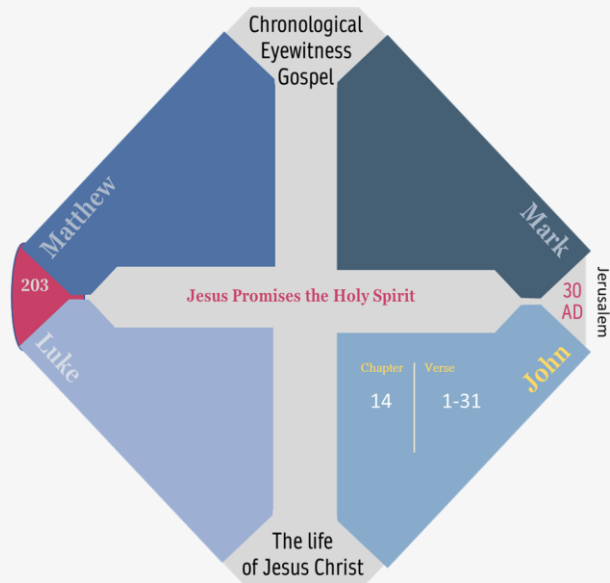 Chronological
Eyewitness
Gospel
Matthew
Mark
203
Jesus Promises the Holy Spirit
30
AD
Jerusalem
Luke
John
Chapter
Verse
14
1-31
The life
of Jesus Christ